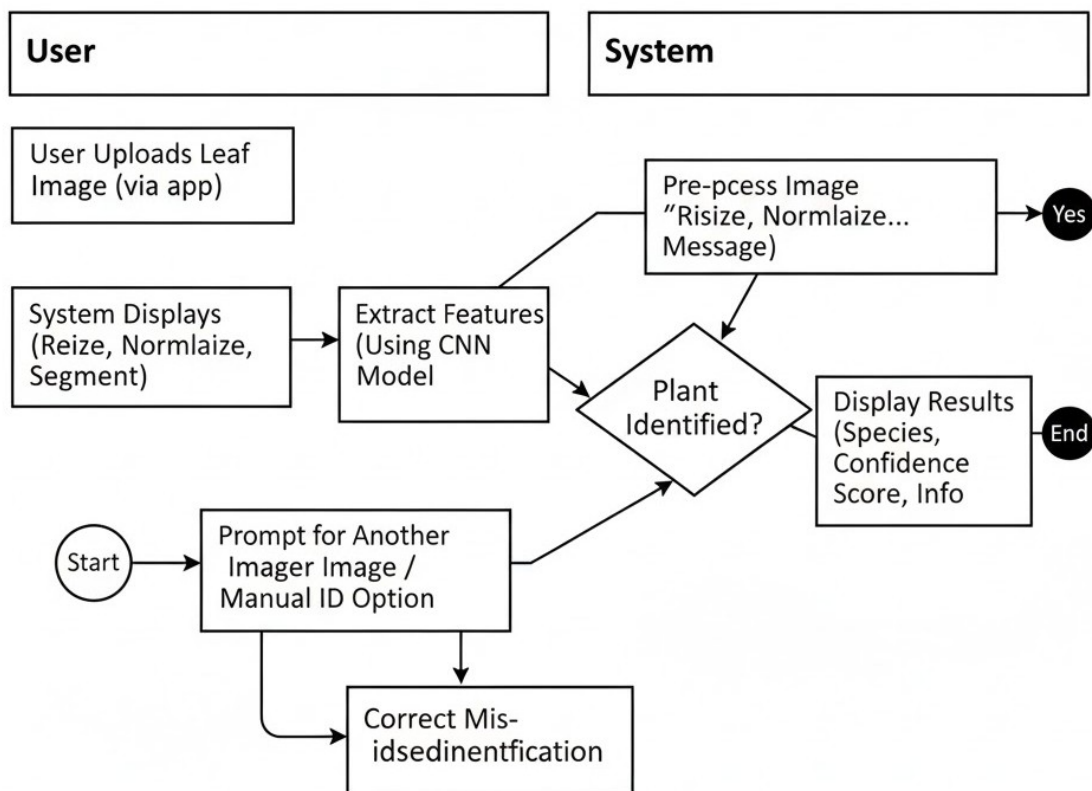 User
System
User Uploads Leaf
Image (via app)
Pre-pcess Image
“Risize, Normlaize...
Message)
Yes
System Displays
(Reize, Normlaize,
Segment)
Extract Features
(Using CNN
Model
Plant
Identified?
Display Results
(Species,
Confidence
Score, Info
End
Start
Prompt for Another
Imager Image /
Manual ID Option
Correct Mis-
idsedinentfication